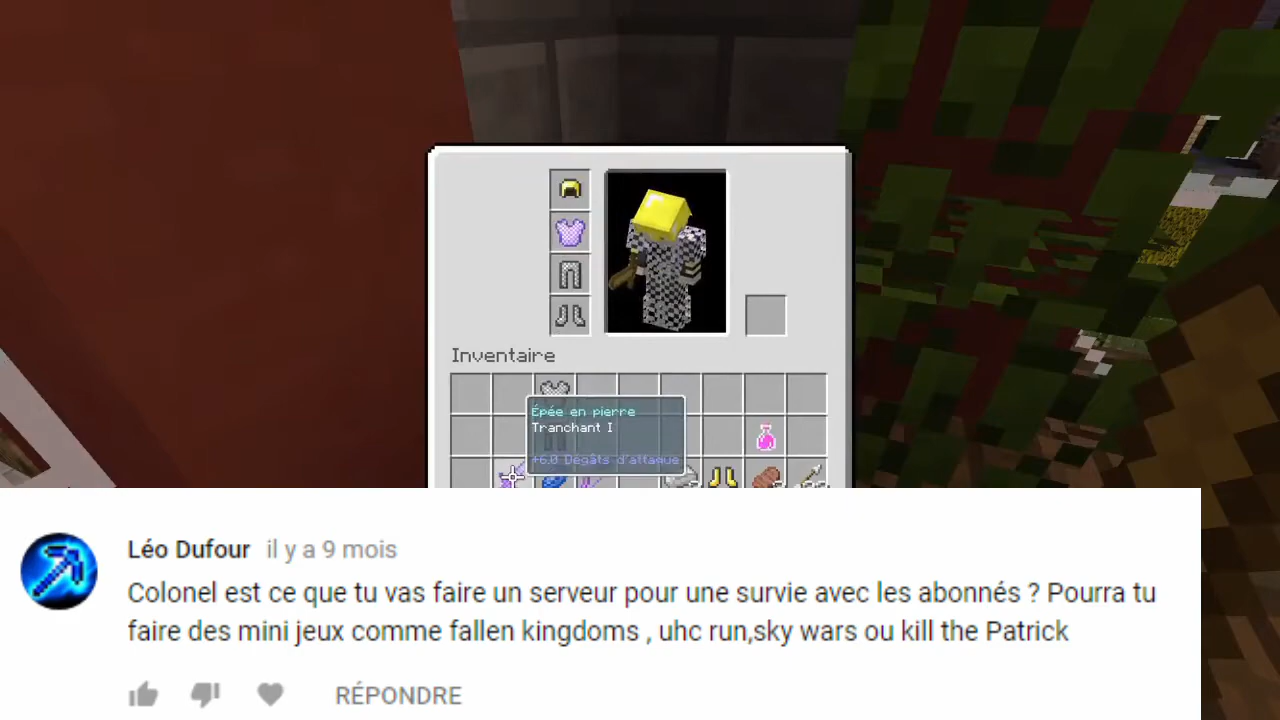 Inventaire
Épée en pierre
Tranchant I
+6.0 Dégâts d'attaque
Léo Dufour il y a 9 mois
Colonel est ce que tu vas faire un serveur pour une survie avec les abonnés ? Pourra tu
faire des mini jeux comme fallen kingdoms , uhc run,sky wars ou kill the Patrick
RÉPONDRE